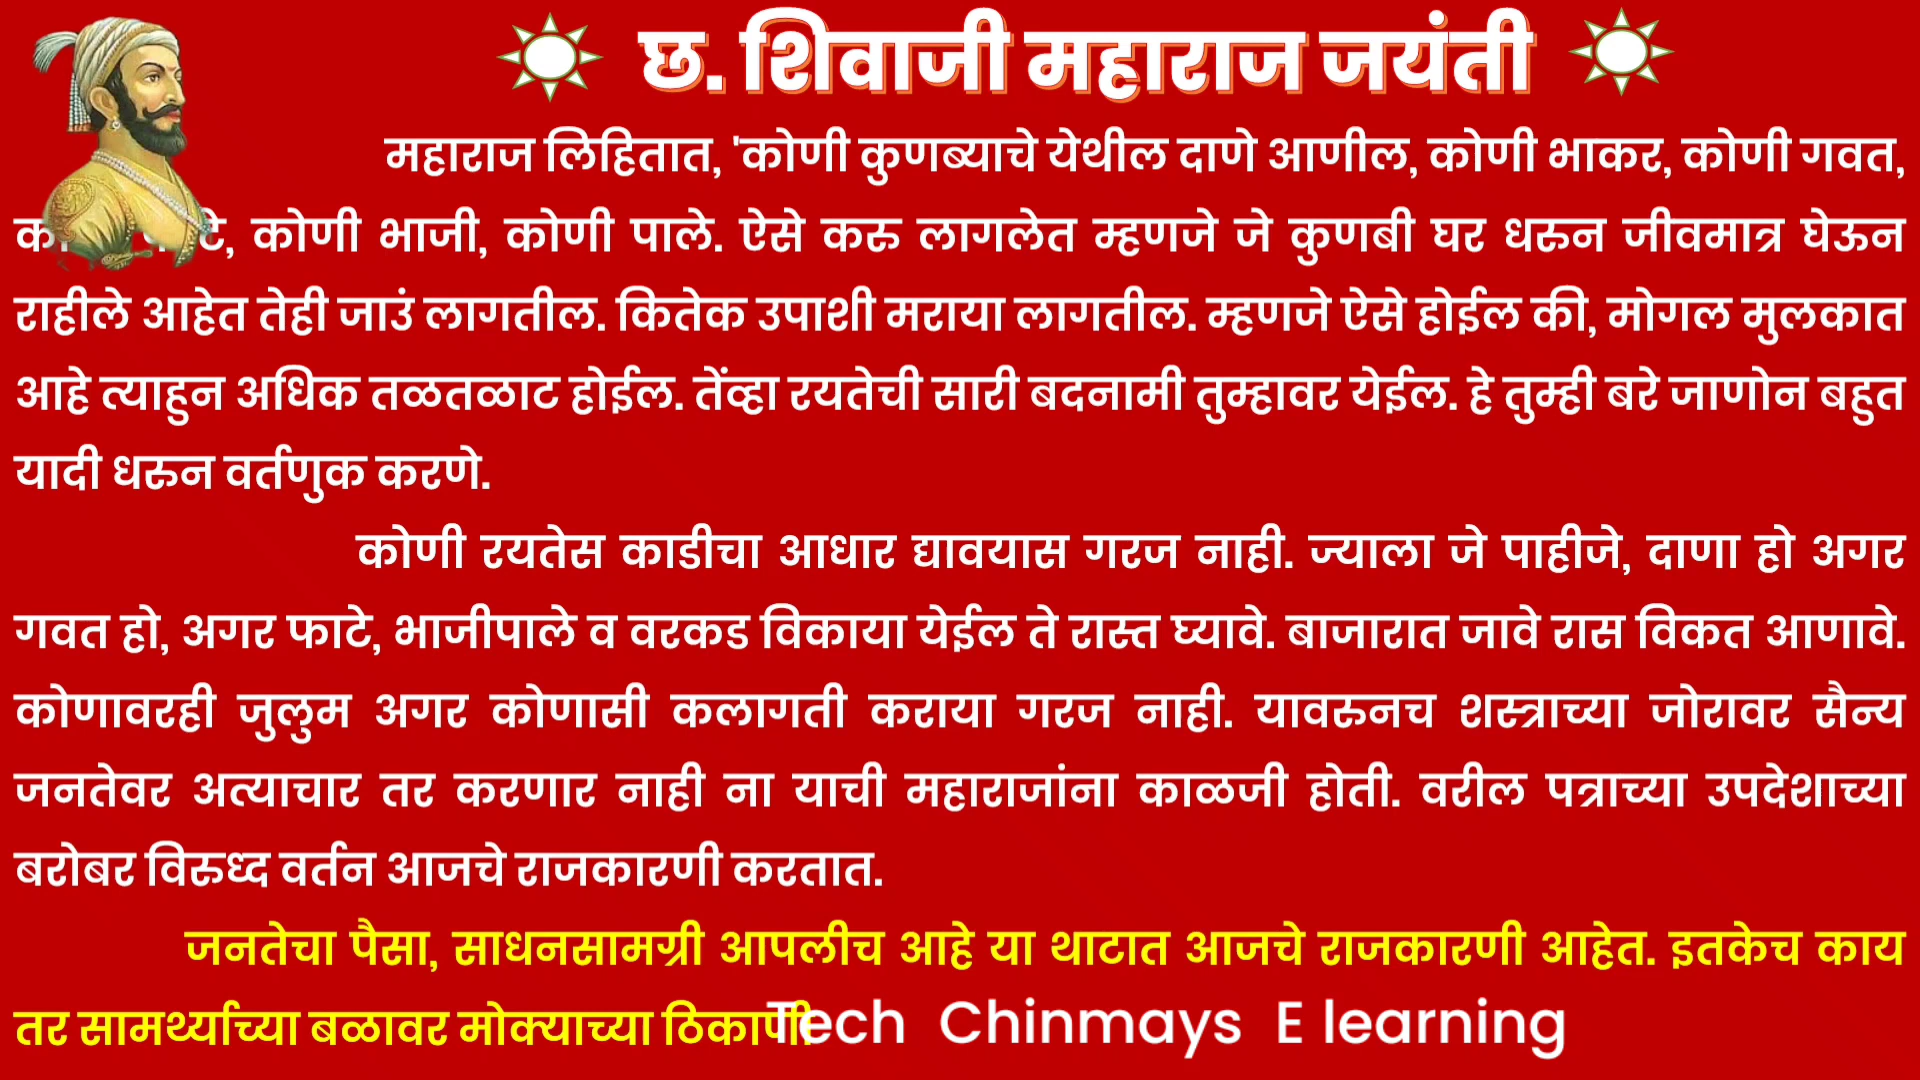 छ. शिवाजी महाराज जयंती
महाराज लिहितात, 'कोणी कुणब्याचे येथील दाणे आणील, कोणी भाकर, कोणी गवत,
कोणी भाजी, कोणी पाले. ऐसे करु लागलेत म्हणजे जे कुणबी घर धरुन जीवमात्र घेऊन
राहीले आहेत तेही जाउं लागतील. कितेक उपाशी मराया लागतील. म्हणजे ऐसे होईल की, मोगल मुलकात
आहे त्याहुन अधिक तळतळाट होईल. तेंव्हा रयतेची सारी बदनामी तुम्हावर येईल. हे तुम्ही बरे जाणोन बहुत
यादी धरुन वर्तणुक करणे.
कोणी रयतेस काडीचा आधार द्यावयास गरज नाही. ज्याला जे पाहीजे, दाणा हो अगर
गवत हो, अगर फाटे, भाजीपाले व वरकड विकाया येईल ते रास्त घ्यावे. बाजारात जावे रास विकत आणावे.
कोणावरही जुलुम अगर कोणासी कलागती कराया गरज नाही. यावरुनच शस्त्राच्या जोरावर सैन्य
जनतेवर अत्याचार तर करणार नाही ना याची महाराजांना काळजी होती. वरील पत्राच्या उपदेशाच्या
बरोबर विरुध्द वर्तन आजचे राजकारणी करतात.
जनतेचा पैसा, साधनसामग्री आपलीच आहे या थाटात आजचे राजकारणी आहेत. इतकेच काय
तर सामर्थ्याच्या बळावर मोक्याच्या ठिकाणी Tech Chinmays E learning